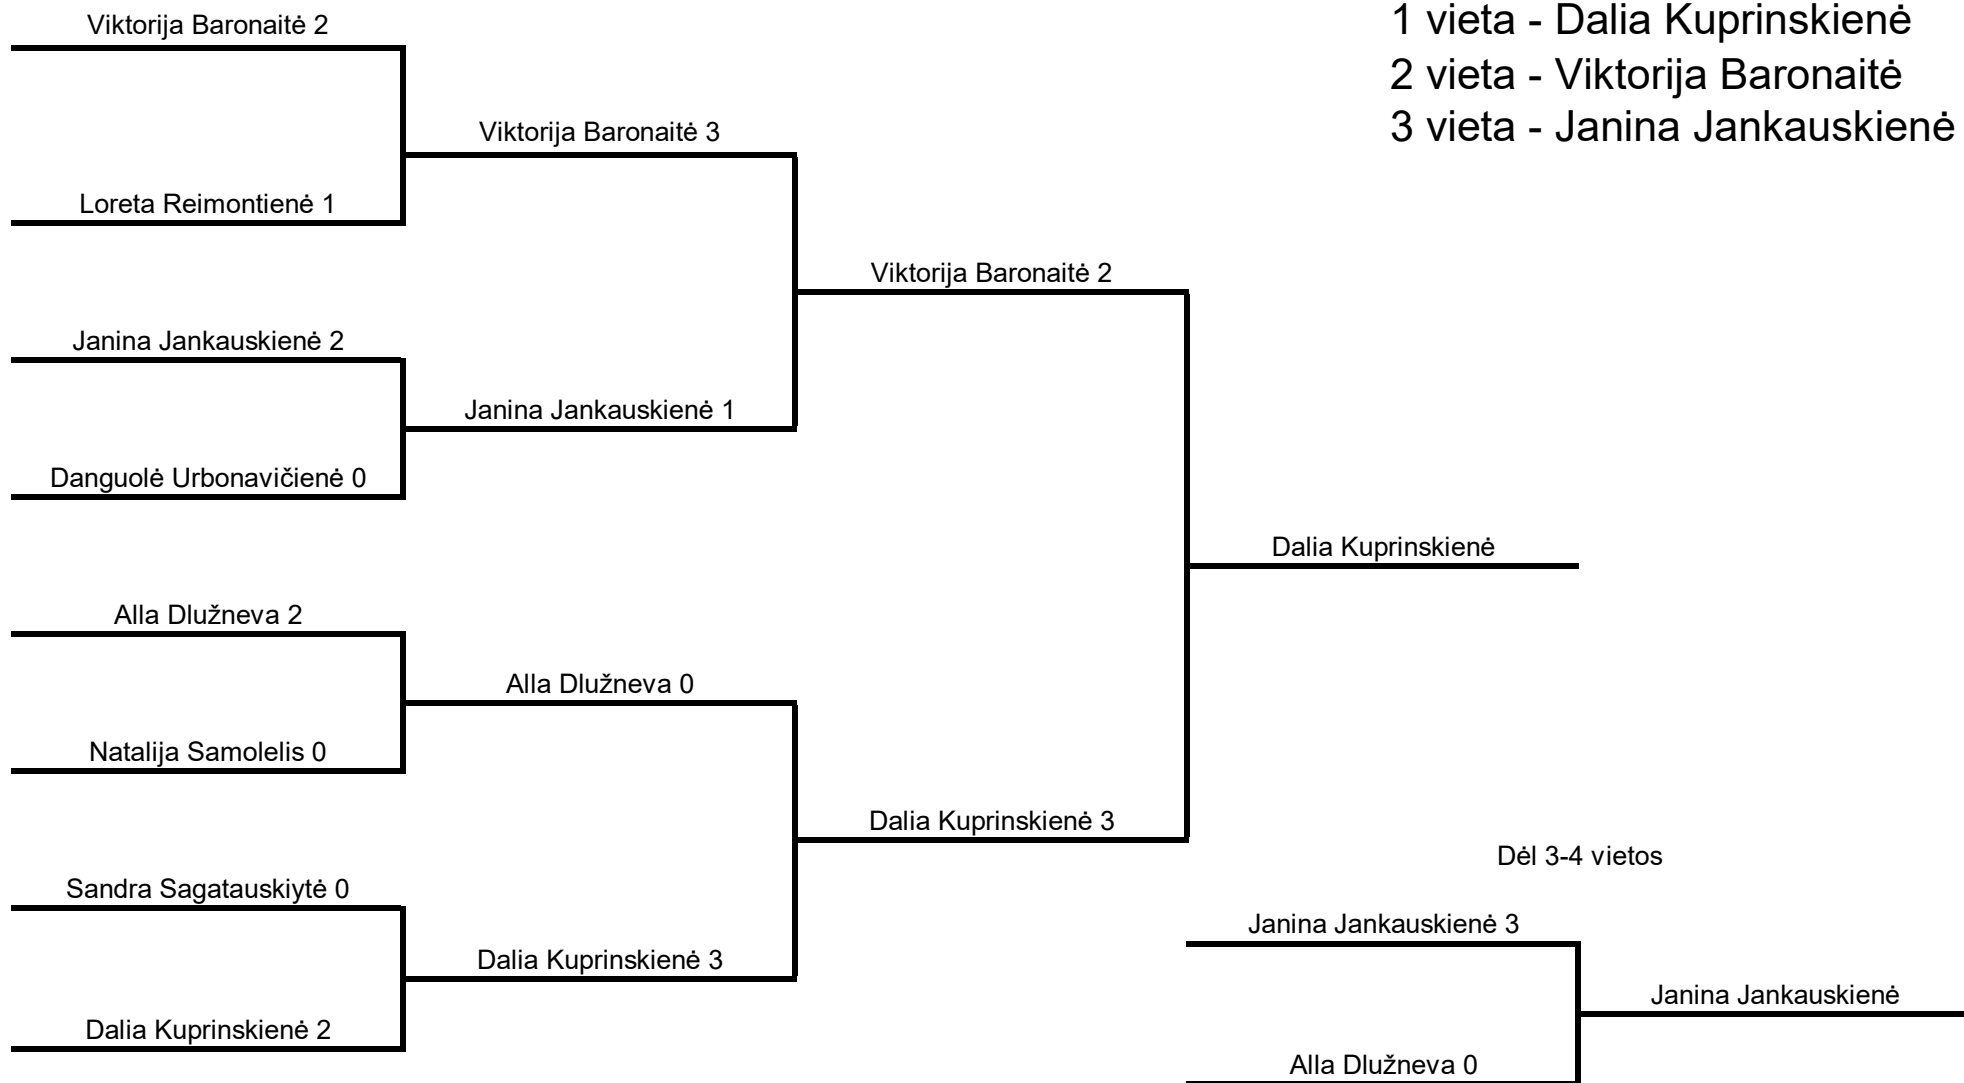 Viktorija Baronaitė 2
Loreta Reimontienė 1
Janina Jankauskienė 2
Danguolė Urbonavičienė 0
Alla Dlužneva 2
Natalija Samolelis 0
Sandra Sagatauskiytė 0
Dalia Kuprinskienė 2
Viktorija Baronaitė 3
Janina Jankauskienė 1
Alla Dlužneva 0
Dalia Kuprinskienė 3
Viktorija Baronaitė 2
Dalia Kuprinskienė 3
Dalia Kuprinskienė
1 vieta - Dalia Kuprinskienė
2 vieta - Viktorija Baronaitė
3 vieta - Janina Jankauskienė
Dėl 3-4 vietos
Janina Jankauskienė 3
Alla Dlužneva 0
Janina Jankauskienė